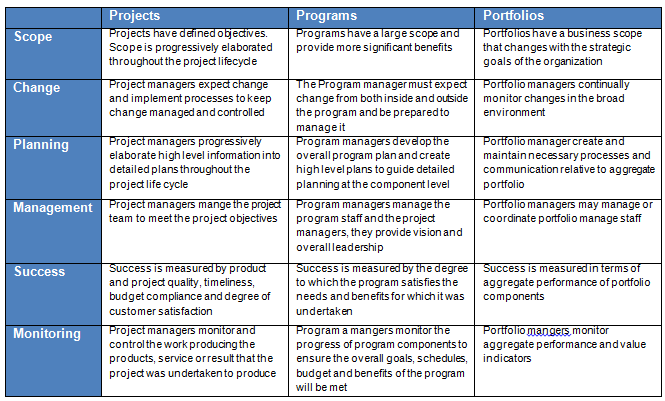 Projects Programs Portfolios
Scope
Projects have defined objectives.
Scope is progressively elaborated
throughout the project lifecycle
Programs have a large scope and
provide more significant benefits
Portfolios have a business scope
that changes with the strategic
goals of the organization
Change
Project managers expect change
and implement processes to keep
change managed and controlled
The Program manager must expect
change from both inside and outside
the program and be prepared to
manage it
Portfolio managers continually
monitor changes in the broad
environment
Planning
Project managers progressively
elaborate high level information into
detailed plans throughout the
project life cycle
Program managers develop the
overall program plan and create
high level plans to guide detailed
planning at the component level
Portfolio manager create and
maintain necessary processes and
communication relative to aggregate
portfolio
Management
Project managers mange the project
team to meet the project objectives
Program managers manage the
program staff and the project
managers, they provide vision and
overall leadership
Portfolio managers may manage or
coordinate portfolio manage staff
Success
Success is measured by product
and project quality, timeliness,
budget compliance and degree of
customer satisfaction
Success is measured by the degree
to which the program satisfies the
needs and benefits for which it was
undertaken
Success is measured in terms of
aggregate performance of portfolio
components
Monitoring
Project managers monitor and
control the work producing the
products, service or result that the
project was undertaken to produce
Program a mangers monitor the
progress of program components to
ensure the overall goals, schedules,
budget and benefits of the program
will be met
Portfolio mangers monitor
aggregate performance and value
indicators